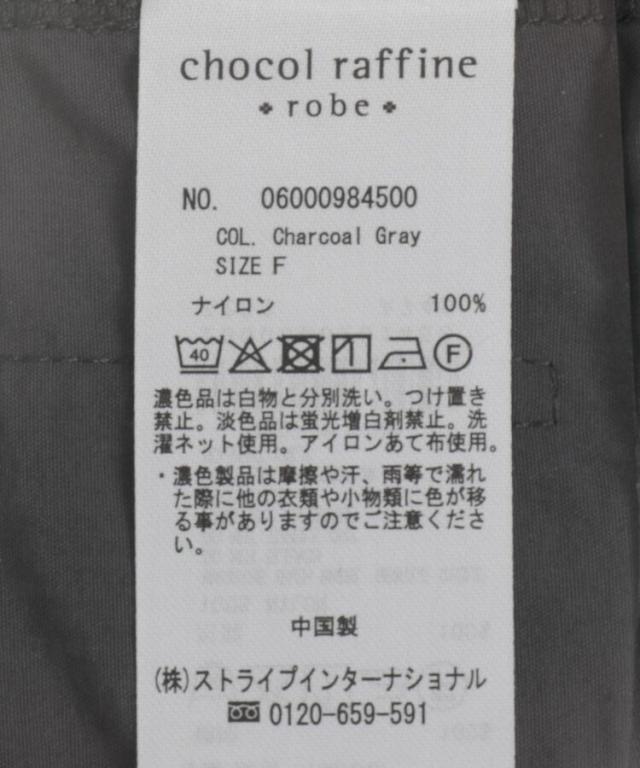 chocol raffine
robe
NO. 06000984500
COL. Charcoal Gray
SIZE F
ナイロン 100%
40 F
濃色品は白物と分別洗い。つけ置き
禁止。淡色品は蛍光増白剤禁止。洗
濯ネット使用。アイロンあて布使用。
・濃色製品は摩擦や汗、雨等で濡れ
た際に他の衣類や小物類に色が移
る事がありますのでご注意くださ
い。
中国製
(株)ストライプインターナショナル
0120-659-591